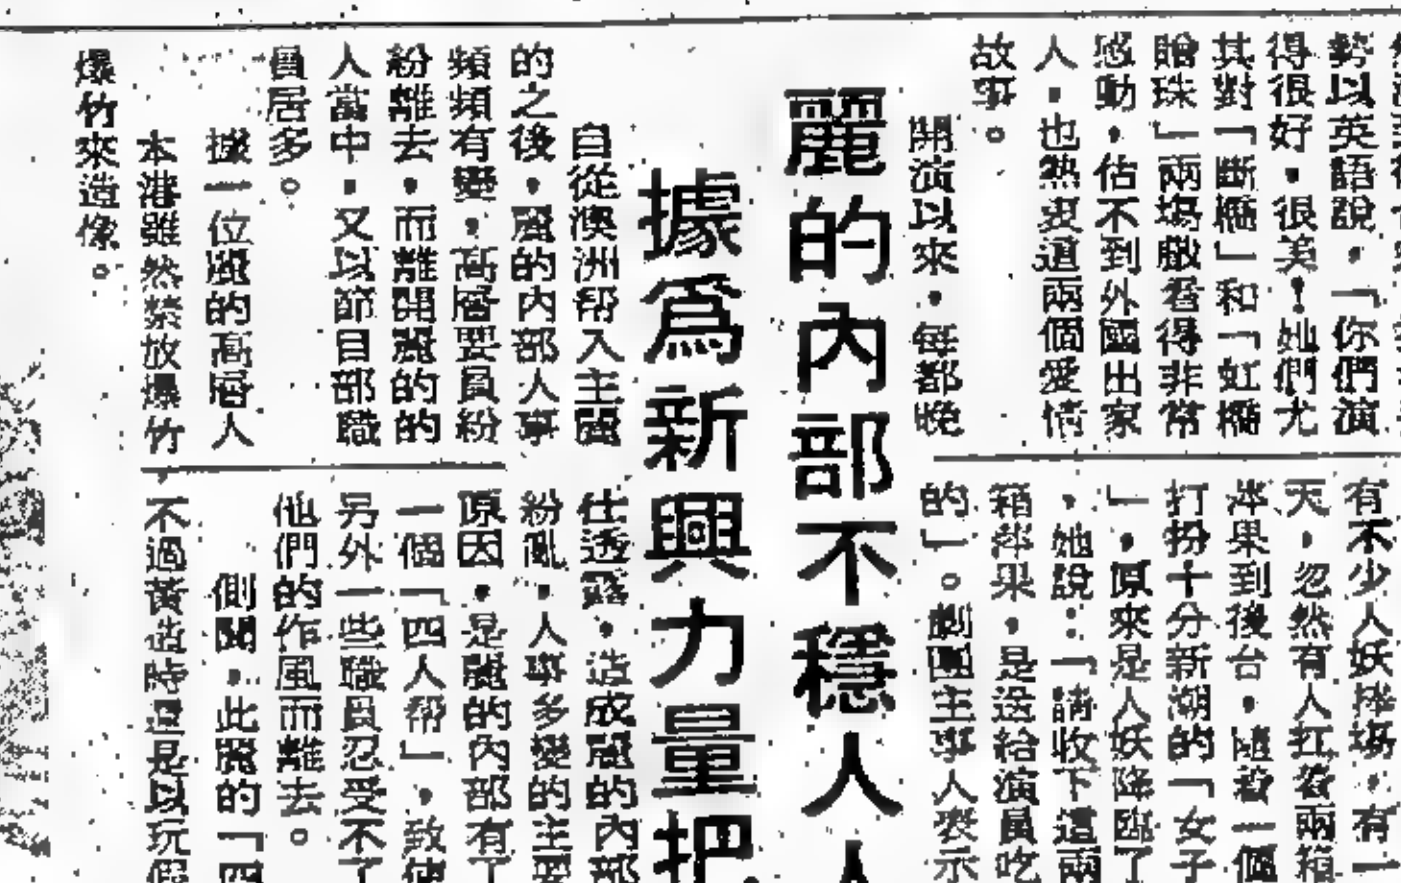 勢以英語說，「你們演
得很好，很美！她們尤
其對「斷橋」和「虹橋
贈珠」兩塲戲看得非常
感動，估不到外國出家
人，也熱衷這兩個愛情
故事。
開演以來，每都晚
有不少人妖捧塲，有一
天，忽然有人扛着兩箱
苹果到後台，隨着一個
打扮十分新潮的「女子
」，原來是人妖降臨了
，她說：「請收下這兩
箱苹果，是送給演員吃
的」。劇團主事人表示
麗的內部不穩人人
據為新興力量把
自從澳洲帮入主麗
的之後，麗的內部人事
頻頻有變，高層要員紛
紛離去，而離開麗的的
人當中，又以節目部職
員居多。
據一位麗的高層人
仕透露，造成麗的內部
紛亂，人事多變的主要
原因，是麗的內部有了
一個「四人帮」，致使
另外一些職員忍受不了
他們的作風而離去。
側聞，此麗的「四
本港雖然禁放爆竹
，不過黃造時還是以玩假
爆竹來造像。